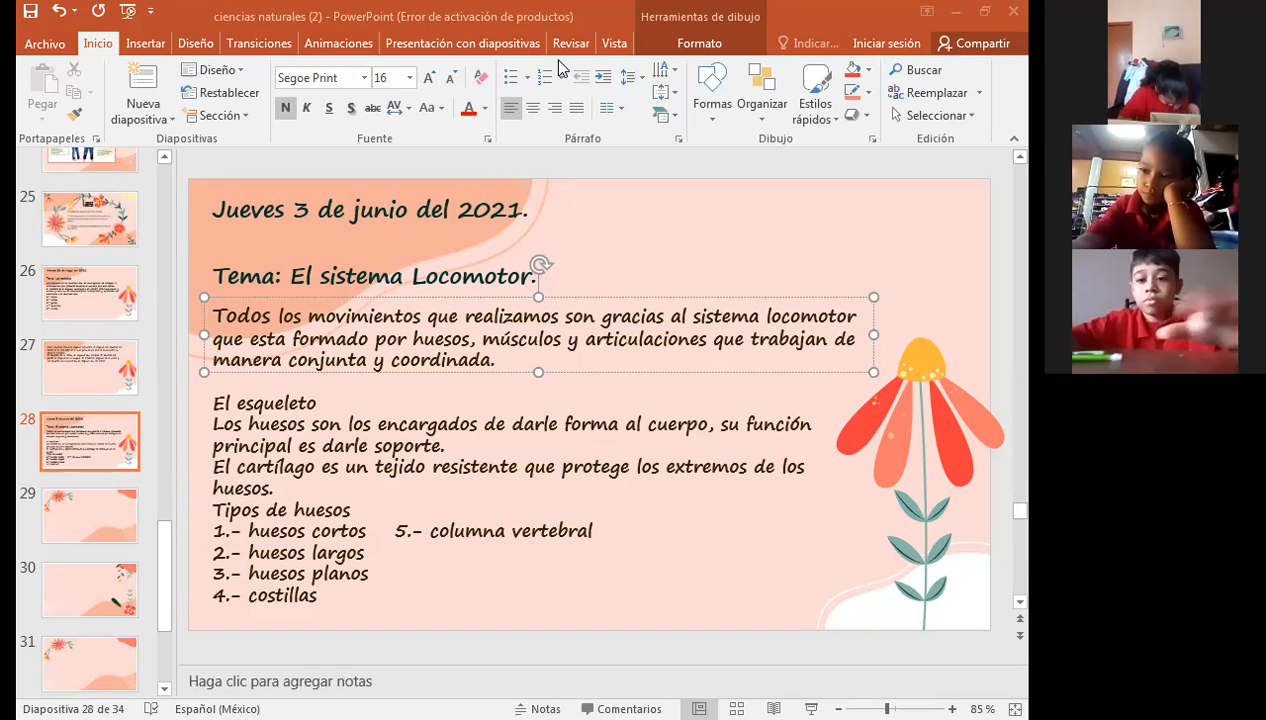 ciencias naturales (2) - PowerPoint (Error de activación de productos)
Herramientas de dibujo
Archivo
Inicio
Insertar
Diseño
Transiciones
Animaciones
Presentación con diapositivas
Revisar
Vista
Formato
Indicar...
Iniciar sesión
Compartir
Pegar
Nueva diapositiva
Diseño
Restablecer
Sección
Segoe Print
16
N K S S abc AV Aa A
Formas
Organizar
Estilos rápidos
Buscar
Reemplazar
Seleccionar
Portapapeles
Diapositivas
Fuente
Párrafo
Dibujo
Edición
25
26
27
28
29
30
31
Jueves 3 de junio del 2021.
Tema: El sistema Locomotor.
Todos los movimientos que realizamos son gracias al sistema locomotor
que esta formado por huesos, músculos y articulaciones que trabajan de
manera conjunta y coordinada.
El esqueleto
Los huesos son los encargados de darle forma al cuerpo, su función
principal es darle soporte.
El cartílago es un tejido resistente que protege los extremos de los
huesos.
Tipos de huesos
1.- huesos cortos 5.- columna vertebral
2.- huesos largos
3.- huesos planos
4.- costillas
Haga clic para agregar notas
Diapositiva 28 de 34
Español (México)
Notas
Comentarios
85 %